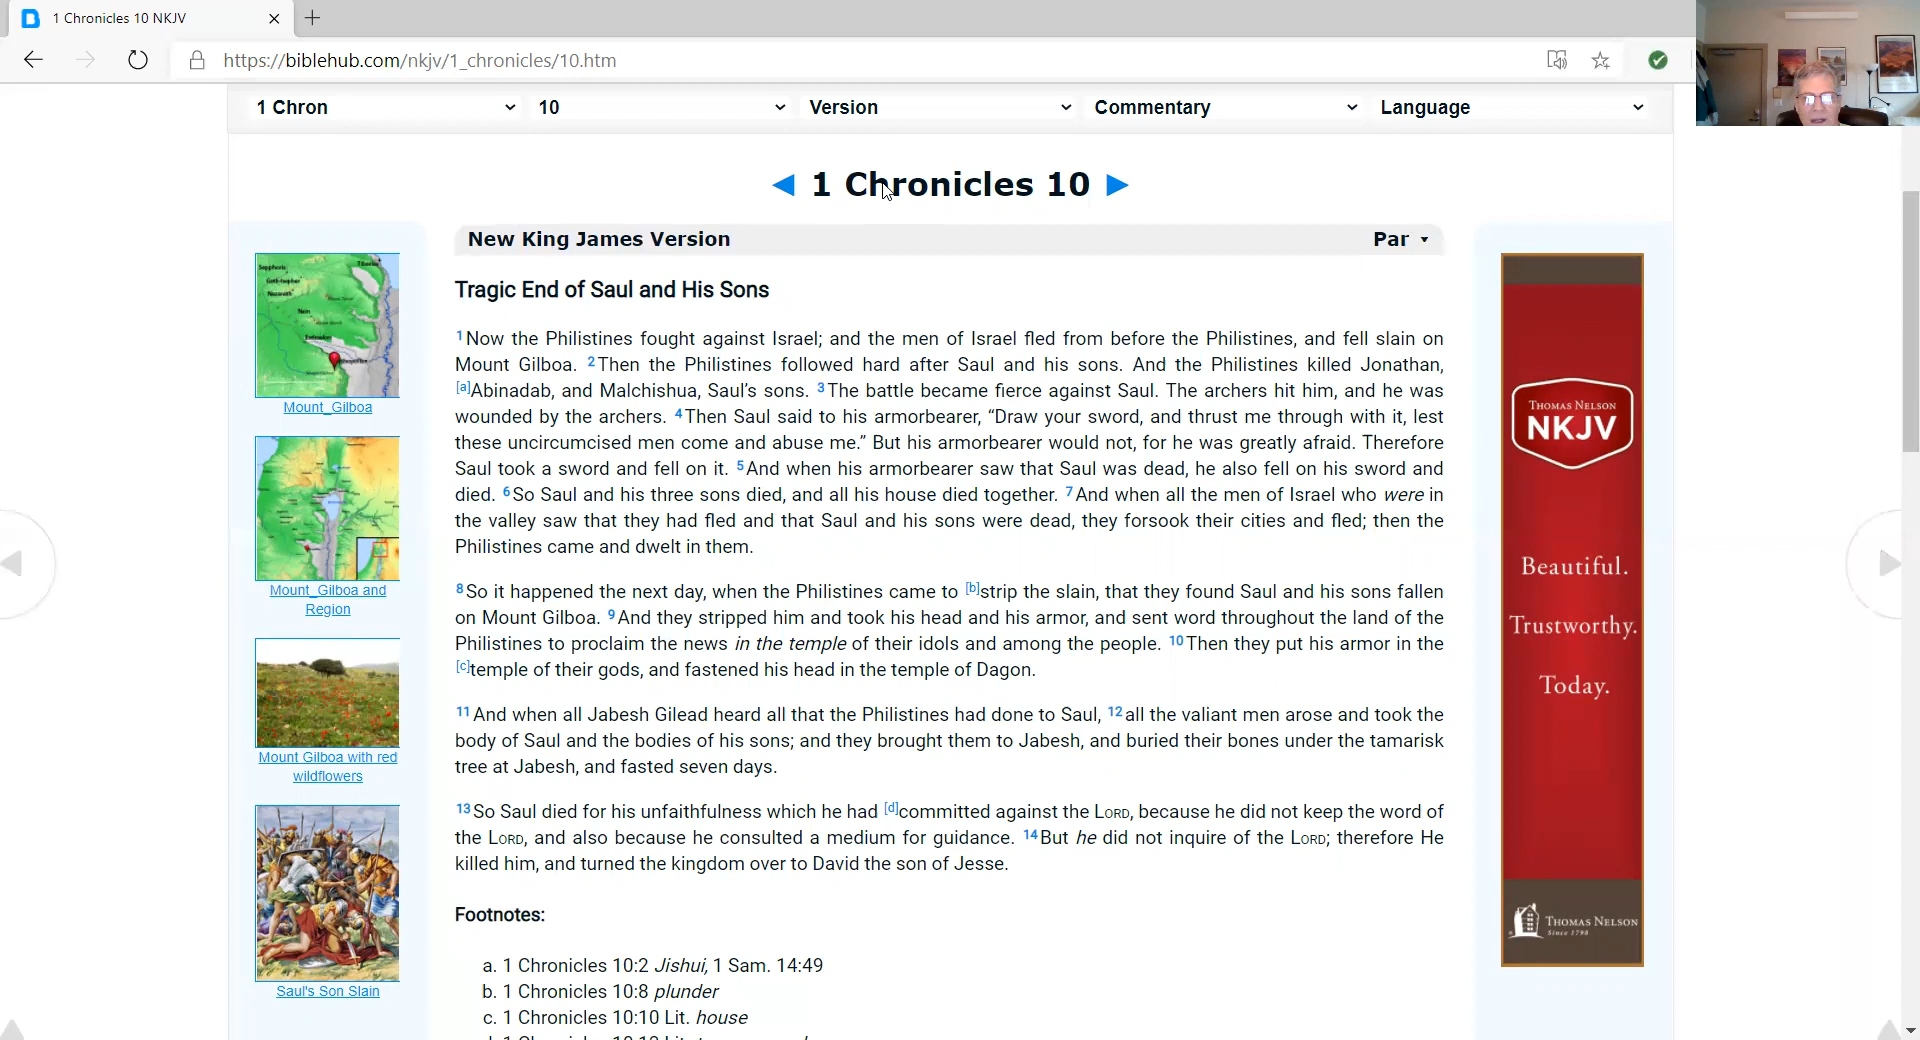 1 Chronicles 10 NKJV
https://biblehub.com/nkjv/1_chronicles/10.htm
1 Chron 10 Version Commentary Language
1 Chronicles 10
New King James Version Par
Tragic End of Saul and His Sons
1Now the Philistines fought against Israel; and the men of Israel fled from before the Philistines, and fell slain on
Mount Gilboa. 2Then the Philistines followed hard after Saul and his sons. And the Philistines killed Jonathan,
[a]Abinadab, and Malchishua, Saul’s sons. 3The battle became fierce against Saul. The archers hit him, and he was
wounded by the archers. 4Then Saul said to his armorbearer, “Draw your sword, and thrust me through with it, lest
these uncircumcised men come and abuse me.” But his armorbearer would not, for he was greatly afraid. Therefore
Saul took a sword and fell on it. 5And when his armorbearer saw that Saul was dead, he also fell on his sword and
died. 6So Saul and his three sons died, and all his house died together. 7And when all the men of Israel who were in
the valley saw that they had fled and that Saul and his sons were dead, they forsook their cities and fled; then the
Philistines came and dwelt in them.
8So it happened the next day, when the Philistines came to [b]strip the slain, that they found Saul and his sons fallen
on Mount Gilboa. 9And they stripped him and took his head and his armor, and sent word throughout the land of the
Philistines to proclaim the news in the temple of their idols and among the people. 10Then they put his armor in the
[c]temple of their gods, and fastened his head in the temple of Dagon.
11And when all Jabesh Gilead heard all that the Philistines had done to Saul, 12all the valiant men arose and took the
body of Saul and the bodies of his sons; and they brought them to Jabesh, and buried their bones under the tamarisk
tree at Jabesh, and fasted seven days.
13So Saul died for his unfaithfulness which he had [d]committed against the LORD, because he did not keep the word of
the LORD, and also because he consulted a medium for guidance. 14But he did not inquire of the LORD; therefore He
killed him, and turned the kingdom over to David the son of Jesse.
Footnotes:
a. 1 Chronicles 10:2 Jishui, 1 Sam. 14:49
b. 1 Chronicles 10:8 plunder
c. 1 Chronicles 10:10 Lit. house
Sepphoris
Gath-hepher
Nazareth
Nain
Mount_Gilboa
Mount_Gilboa and
Region
Mount Gilboa with red
wildflowers
Saul's Son Slain
THOMAS NELSON
NKJV
Beautiful.
Trustworthy.
Today.
THOMAS NELSON
Since 1798